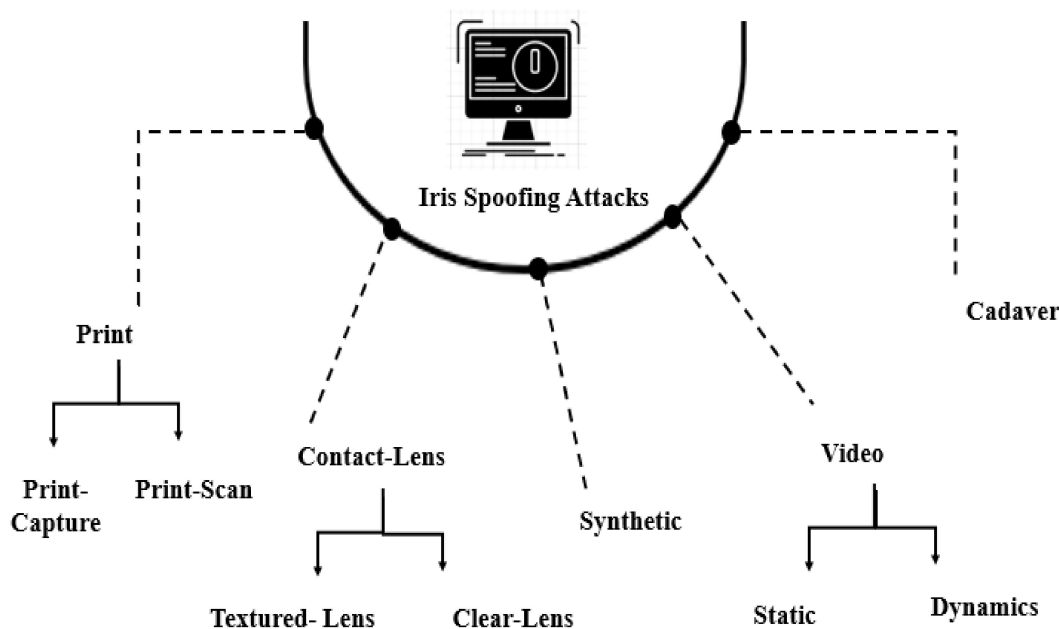 Iris Spoofing Attacks
Print
Print-
Capture
Print-Scan
Contact-Lens
Textured- Lens
Clear-Lens
Synthetic
Video
Static
Dynamics
Cadaver